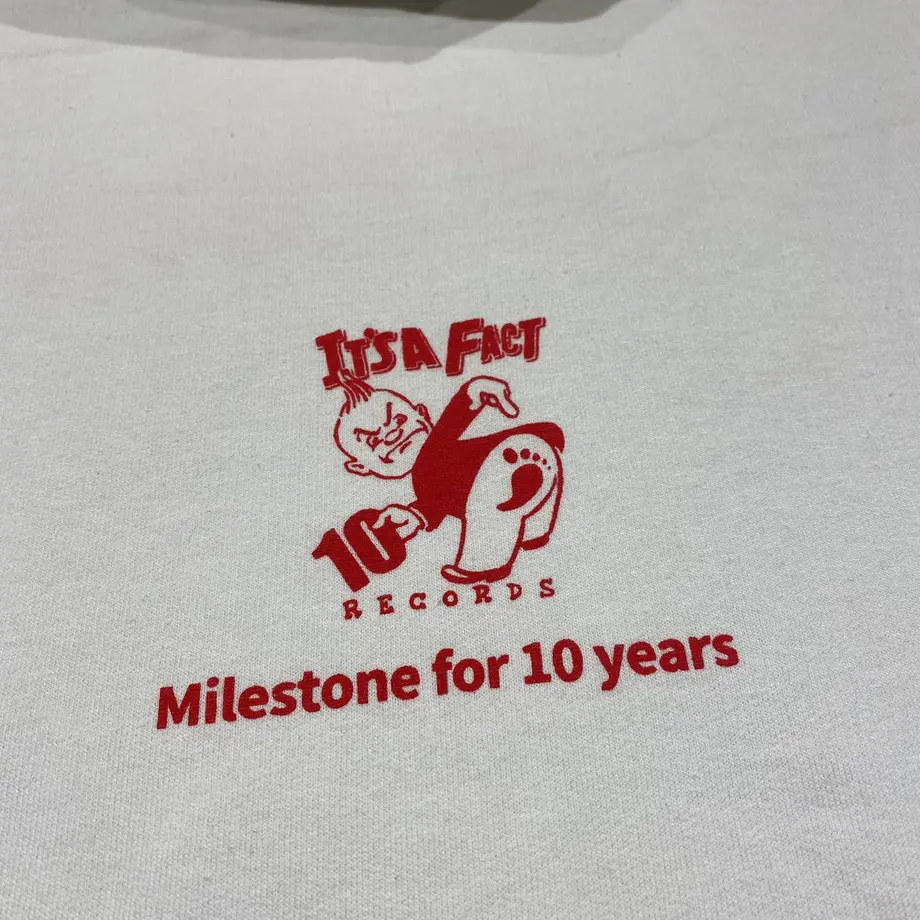 IT'S A FACT
10
RECORDS
Milestone for 10 years